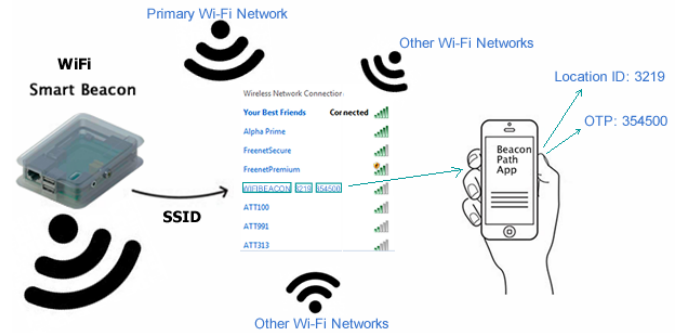 Primary Wi-Fi Network
Other Wi-Fi Networks
WiFi
Smart Beacon
Location ID: 3219
OTP: 354500
Wireless Network Connection
Your Best Friends Connected
Alpha Prime
FreenetSecure
FreenetPremium
WIFIBEACON 3219 354500
ATT100
ATT991
ATT313
Beacon
Path
App
SSID
Other Wi-Fi Networks